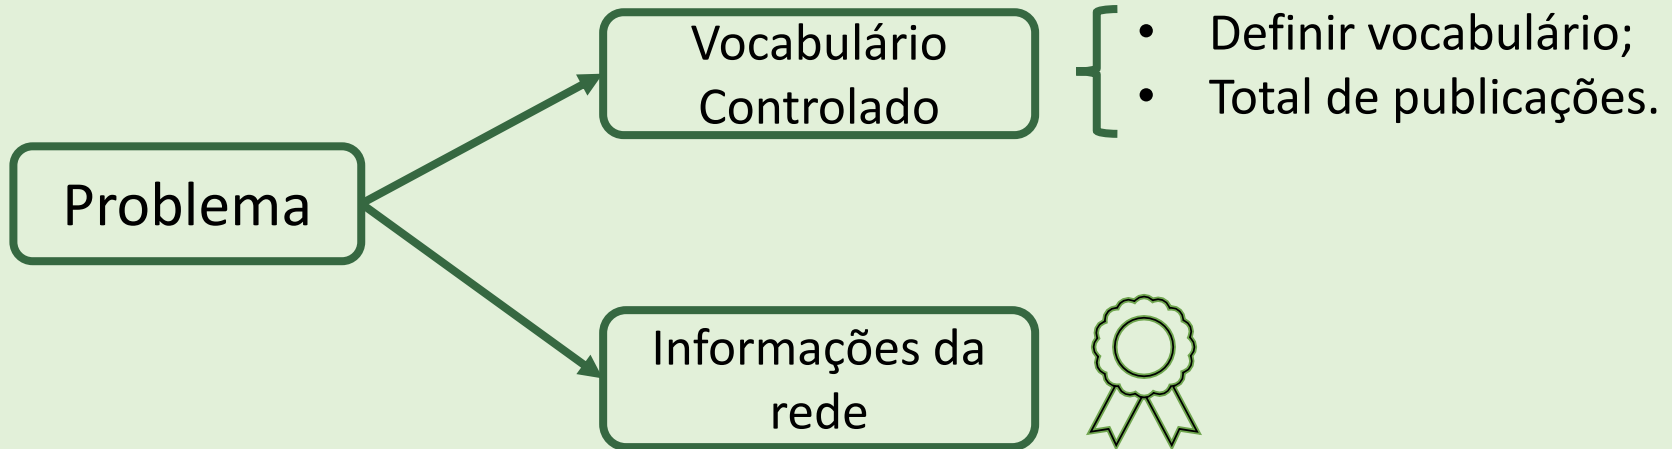 Vocabulário
Controlado
• Definir vocabulário;
• Total de publicações.
Problema
Informações da
rede